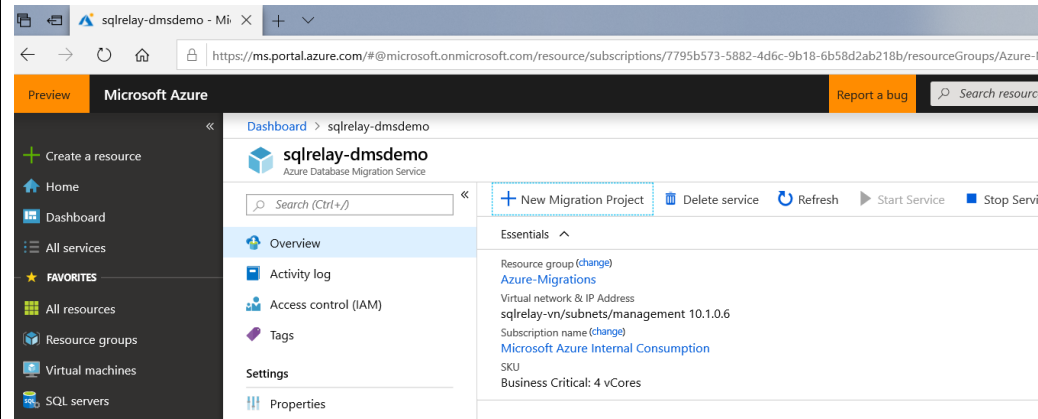 sqlrelay-dmsdemo - Mi
https://ms.portal.azure.com/#@microsoft.onmicrosoft.com/resource/subscriptions/7795b573-5882-4d6c-9b18-6b58d2ab218b/resourceGroups/Azure-
Preview Microsoft Azure Report a bug Search resourc
Dashboard > sqlrelay-dmsdemo
sqlrelay-dmsdemo
Azure Database Migration Service
Create a resource
Home
Dashboard
All services
FAVORITES
All resources
Resource groups
Virtual machines
SQL servers
Search (Ctrl+/)
Overview
Activity log
Access control (IAM)
Tags
Settings
Properties
New Migration Project Delete service Refresh Start Service Stop Servi
Essentials
Resource group (change)
Azure-Migrations
Virtual network & IP Address
sqlrelay-vn/subnets/management 10.1.0.6
Subscription name (change)
Microsoft Azure Internal Consumption
SKU
Business Critical: 4 vCores